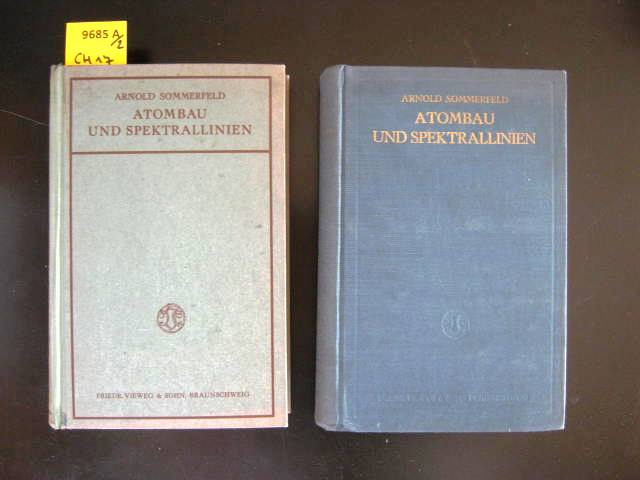 9685 A/2
CH 17
ARNOLD SOMMERFELD
ATOMBAU
UND SPEKTRALLINIEN
FRIEDR. VIEWEG & SOHN, BRAUNSCHWEIG
ARNOLD SOMMERFELD
ATOMBAU
UND SPEKTRALLINIEN